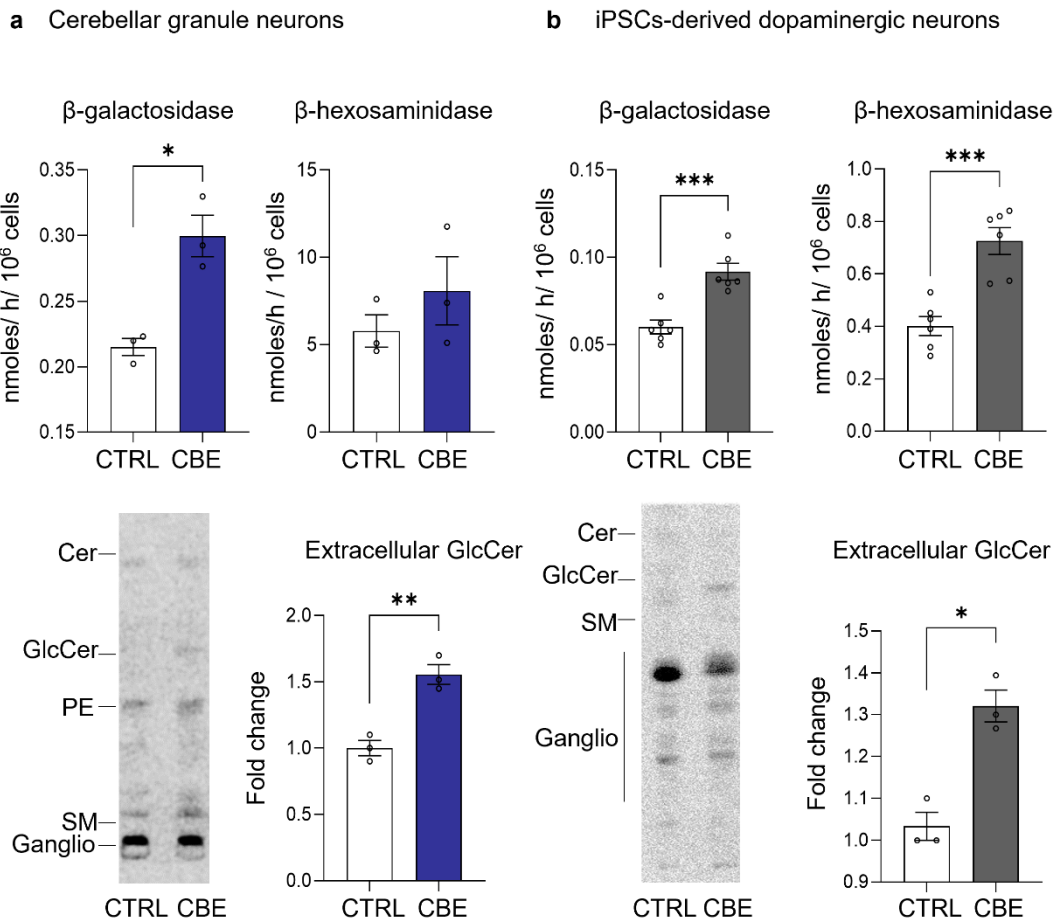 a Cerebellar granule neurons
b iPSCs-derived dopaminergic neurons
β-galactosidase
*
0.35
0.30
0.25
0.20
0.15
nmoles/ h/ 10⁶ cells
CTRL CBE
β-hexosaminidase
15
10
5
0
nmoles/ h/ 10⁶ cells
CTRL CBE
β-galactosidase
***
0.15
0.10
0.05
0.00
nmoles/ h/ 10⁶ cells
CTRL CBE
β-hexosaminidase
***
1.0
0.8
0.6
0.4
0.2
0.0
nmoles/ h/ 10⁶ cells
CTRL CBE
Cer
GlcCer
PE
SM
Ganglio
CTRL CBE
Extracellular GlcCer
**
2.0
1.5
1.0
0.5
0.0
Fold change
CTRL CBE
Cer
GlcCer
SM
Ganglio
CTRL CBE
Extracellular GlcCer
*
1.5
1.4
1.3
1.2
1.1
1.0
0.9
Fold change
CTRL CBE